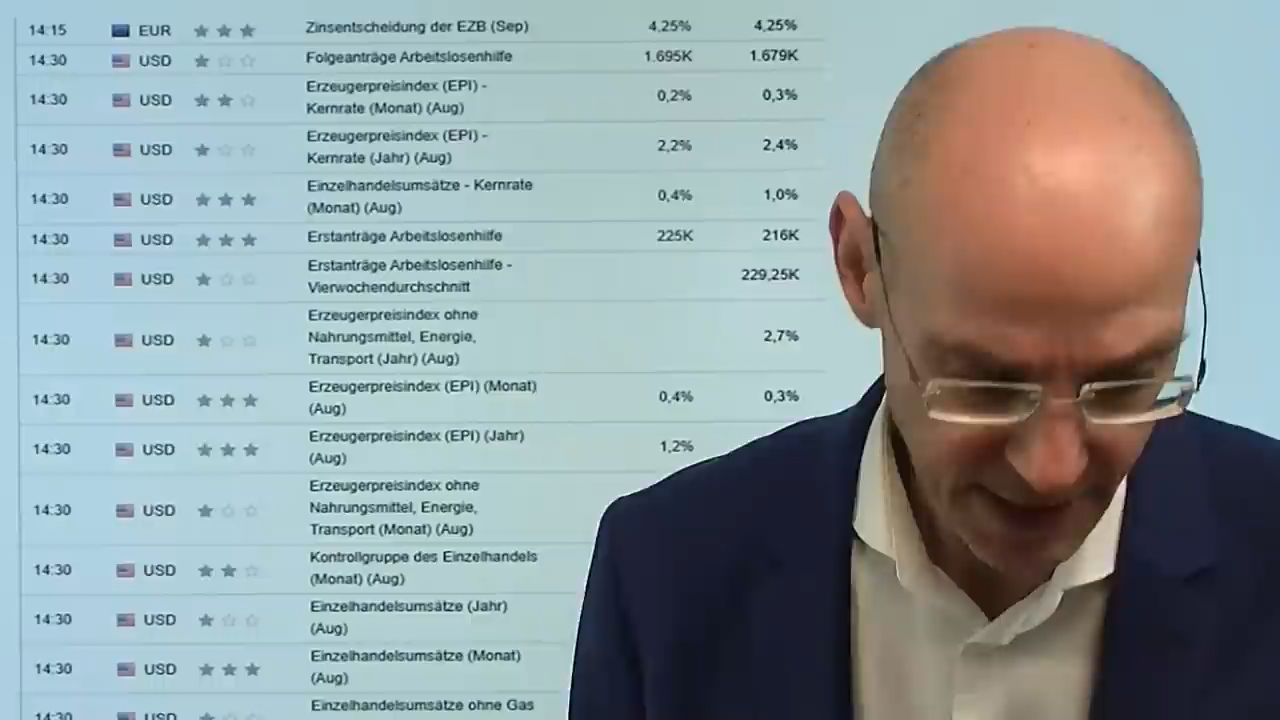 14:15 EUR Zinsentscheidung der EZB (Sep) 4,25% 4,25%
14:30 USD Folgeanträge Arbeitslosenhilfe 1.695K 1.679K
14:30 USD Erzeugerpreisindex (EPI) - 0,2% 0,3%
Kernrate (Monat) (Aug)
14:30 USD Erzeugerpreisindex (EPI) - 2,2% 2,4%
Kernrate (Jahr) (Aug)
14:30 USD Einzelhandelsumsätze - Kernrate 0,4% 1,0%
(Monat) (Aug)
14:30 USD Erstanträge Arbeitslosenhilfe 225K 216K
14:30 USD Erstanträge Arbeitslosenhilfe - 229,25K
Vierwochendurchschnitt
14:30 USD Erzeugerpreisindex ohne 2,7%
Nahrungsmittel, Energie,
Transport (Jahr) (Aug)
14:30 USD Erzeugerpreisindex (EPI) (Monat) 0,4% 0,3%
(Aug)
14:30 USD Erzeugerpreisindex (EPI) (Jahr) 1,2%
(Aug)
14:30 USD Erzeugerpreisindex ohne
Nahrungsmittel, Energie,
Transport (Monat) (Aug)
14:30 USD Kontrollgruppe des Einzelhandels
(Monat) (Aug)
14:30 USD Einzelhandelsumsätze (Jahr)
(Aug)
14:30 USD Einzelhandelsumsätze (Monat)
(Aug)
14:30 USD Einzelhandelsumsätze ohne Gas